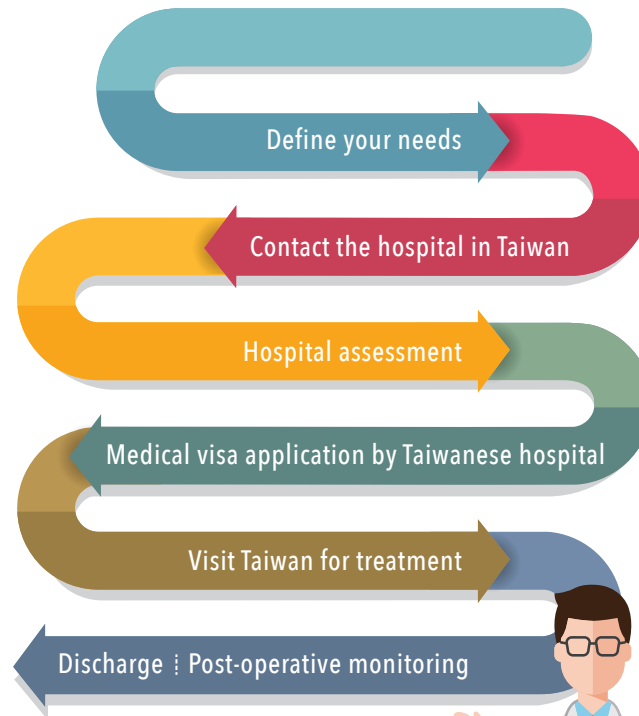 Define your needs
Contact the hospital in Taiwan
Hospital assessment
Medical visa application by Taiwanese hospital
Visit Taiwan for treatment
Discharge ⁞ Post-operative monitoring